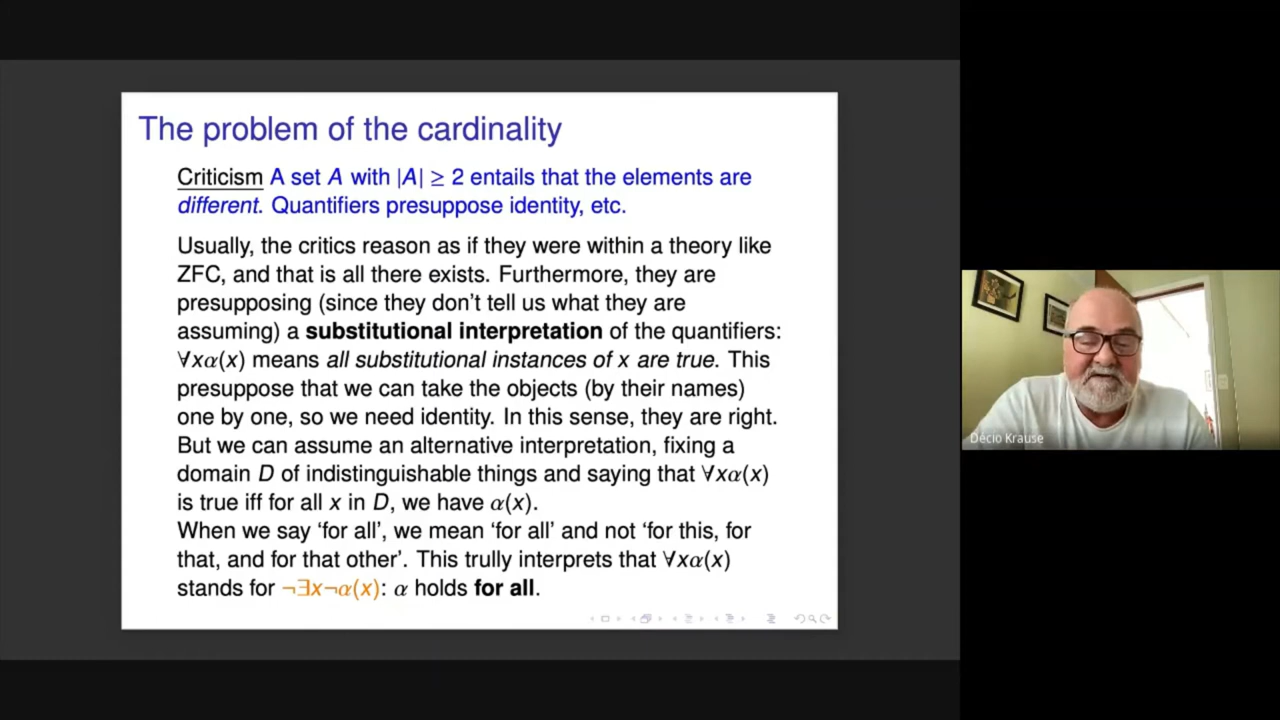 The problem of the cardinality
Criticism A set A with |A| ≥ 2 entails that the elements are
different. Quantifiers presuppose identity, etc.
Usually, the critics reason as if they were within a theory like
ZFC, and that is all there exists. Furthermore, they are
presupposing (since they don't tell us what they are
assuming) a substitutional interpretation of the quantifiers:
∀xα(x) means all substitutional instances of x are true. This
presuppose that we can take the objects (by their names)
one by one, so we need identity. In this sense, they are right.
But we can assume an alternative interpretation, fixing a
domain D of indistinguishable things and saying that ∀xα(x)
is true iff for all x in D, we have α(x).
When we say 'for all', we mean 'for all' and not 'for this, for
that, and for that other'. This trully interprets that ∀xα(x)
stands for ¬∃x¬α(x): α holds for all.
Décio Krause